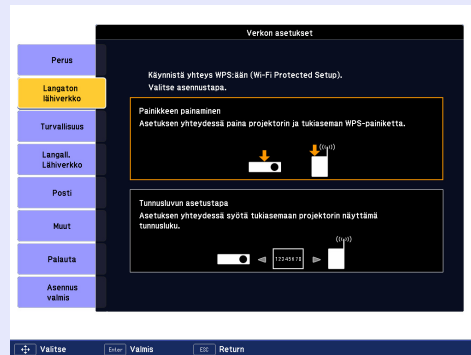 Verkon asetukset
Perus
Langaton
lähiverkko
Turvallisuus
Langall.
Lähiverkko
Posti
Muut
Palauta
Asennus
valmis
Käynnistä yhteys WPS:ään (Wi-Fi Protected Setup).
Valitse asennustapa.
Painikkeen painaminen
Asetuksen yhteydessä paina projektorin ja tukiaseman WPS-painiketta.
Tunnusluvun asetustapa
Asetuksen yhteydessä syötä tukiasemaan projektorin näyttämä
tunnusluku.
12345678
Valitse
Enter Valmis
ESC Return